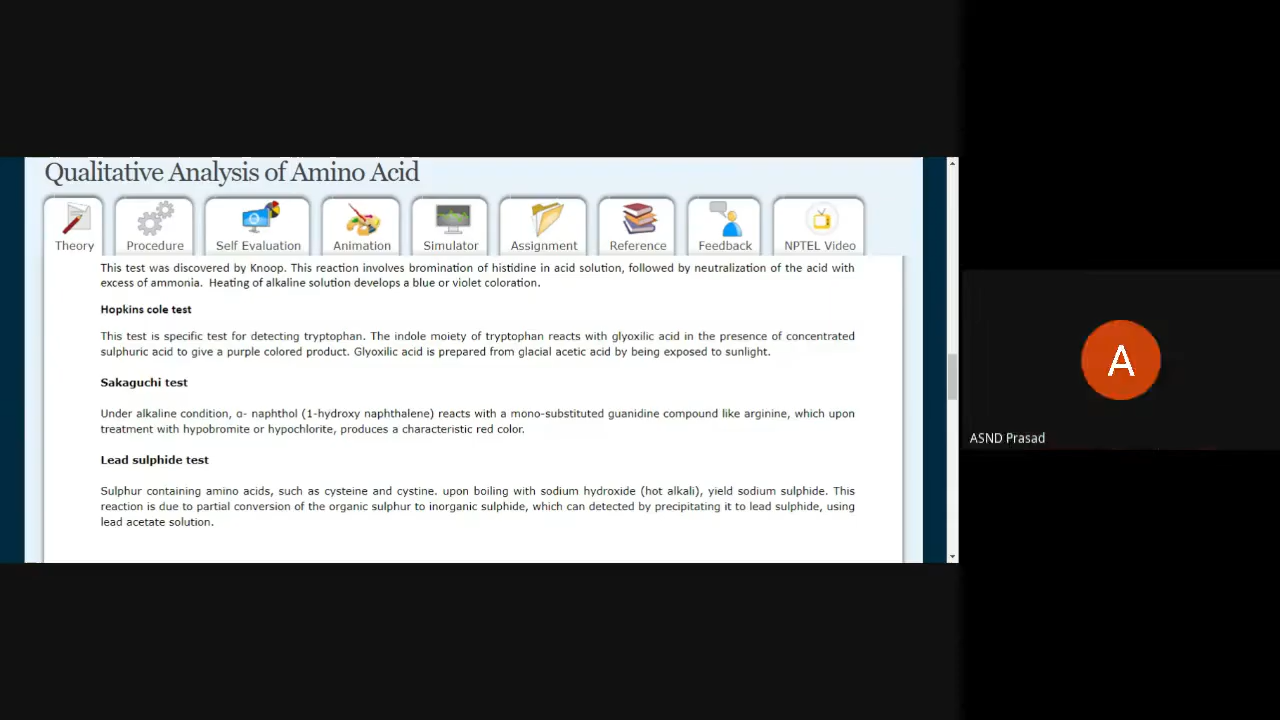 Qualitative Analysis of Amino Acid
Theory
Procedure
Self Evaluation
Animation
Simulator
Assignment
Reference
Feedback
NPTEL Video
This test was discovered by Knoop. This reaction involves bromination of histidine in acid solution, followed by neutralization of the acid with
excess of ammonia. Heating of alkaline solution develops a blue or violet coloration.
Hopkins cole test
This test is specific test for detecting tryptophan. The indole moiety of tryptophan reacts with glyoxilic acid in the presence of concentrated
sulphuric acid to give a purple colored product. Glyoxilic acid is prepared from glacial acetic acid by being exposed to sunlight.
Sakaguchi test
Under alkaline condition, α- naphthol (1-hydroxy naphthalene) reacts with a mono-substituted guanidine compound like arginine, which upon
treatment with hypobromite or hypochlorite, produces a characteristic red color.
Lead sulphide test
Sulphur containing amino acids, such as cysteine and cystine. upon boiling with sodium hydroxide (hot alkali), yield sodium sulphide. This
reaction is due to partial conversion of the organic sulphur to inorganic sulphide, which can detected by precipitating it to lead sulphide, using
lead acetate solution.
A
ASND Prasad